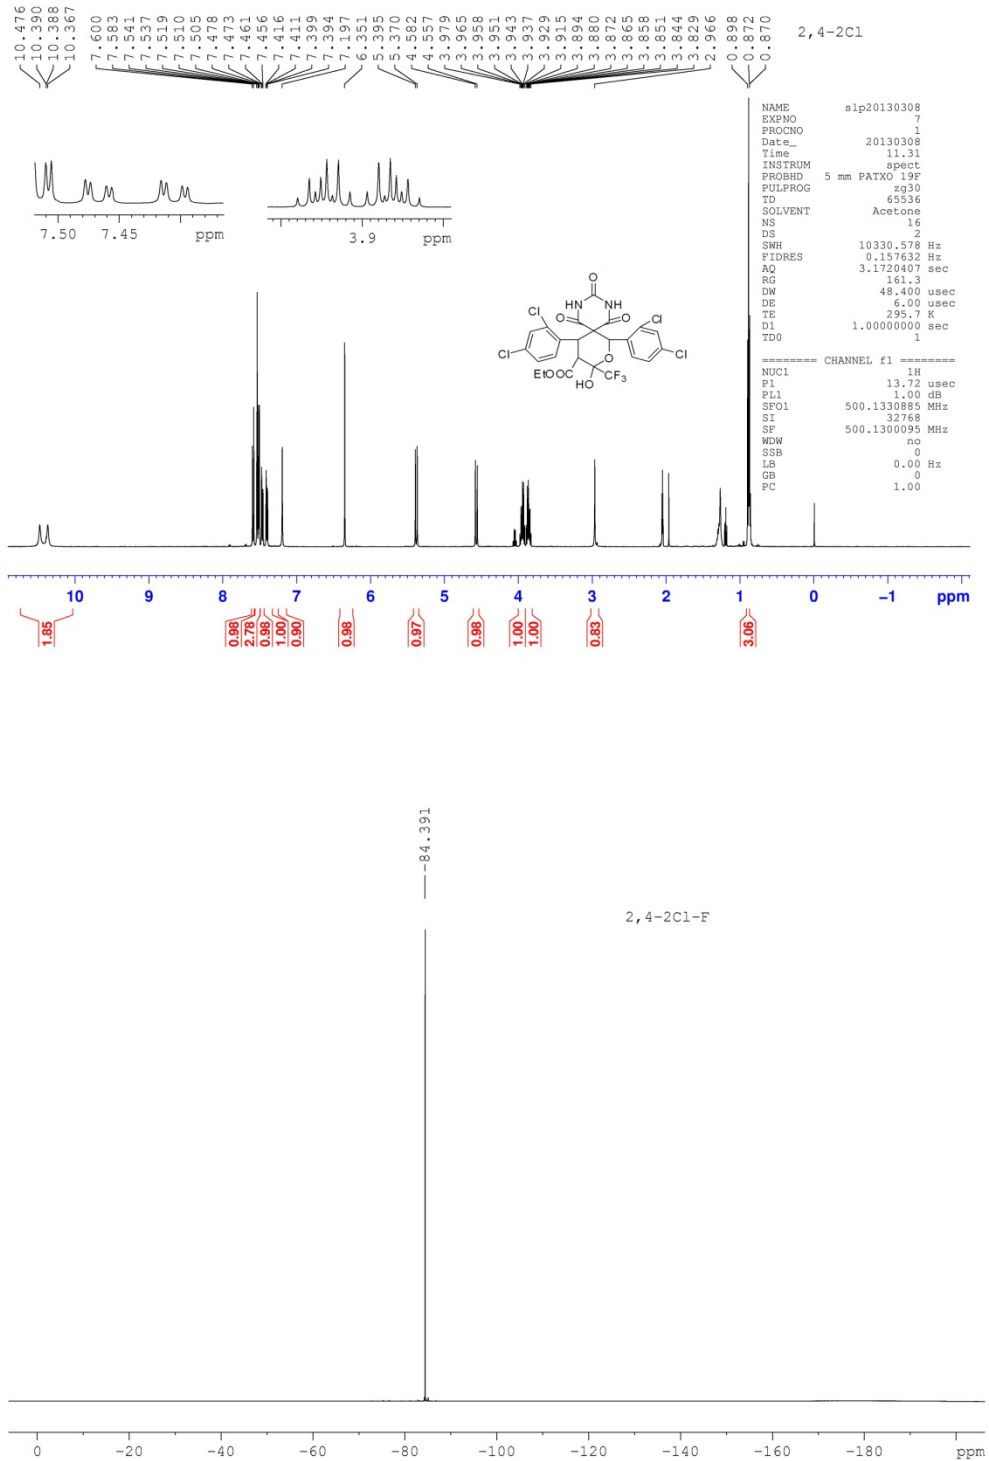 10.476
10.390
10.388
10.367
7.600
7.583
7.541
7.537
7.519
7.510
7.505
7.478
7.473
7.461
7.456
7.416
7.411
7.399
7.394
7.197
6.351
5.395
5.370
4.582
4.557
3.979
3.965
3.958
3.951
3.943
3.937
3.929
3.915
3.894
3.880
3.872
3.865
3.858
3.851
3.844
3.829
2.966
0.898
0.872
0.870
2,4-2Cl
NAME slp20130308
EXPNO 7
PROCNO 1
Date_ 20130308
Time 11.31
INSTRUM spect
PROBHD 5 mm PATXO 19F
PULPROG zg30
TD 65536
SOLVENT Acetone
NS 16
DS 2
SWH 10330.578 Hz
FIDRES 0.157632 Hz
AQ 3.1720407 sec
RG 161.3
DW 48.400 usec
DE 6.00 usec
TE 295.7 K
D1 1.00000000 sec
TD0 1
======== CHANNEL f1 ========
NUC1 1H
P1 13.72 usec
PL1 1.00 dB
SFO1 500.1330885 MHz
SI 32768
SF 500.1300095 MHz
WDW no
SSB 0
LB 0.00 Hz
GB 0
PC 1.00
7.50 7.45 ppm
3.9 ppm
O
HN NH
O O
Cl Cl
Cl O Cl
EtOOC CF3
HO
10 9 8 7 6 5 4 3 2 1 0 -1 ppm
1.85
0.98
2.78
0.98
1.00
0.90
0.98
0.97
0.98
1.00
1.00
0.83
3.06
-84.391
2,4-2Cl-F
0 -20 -40 -60 -80 -100 -120 -140 -160 -180 ppm